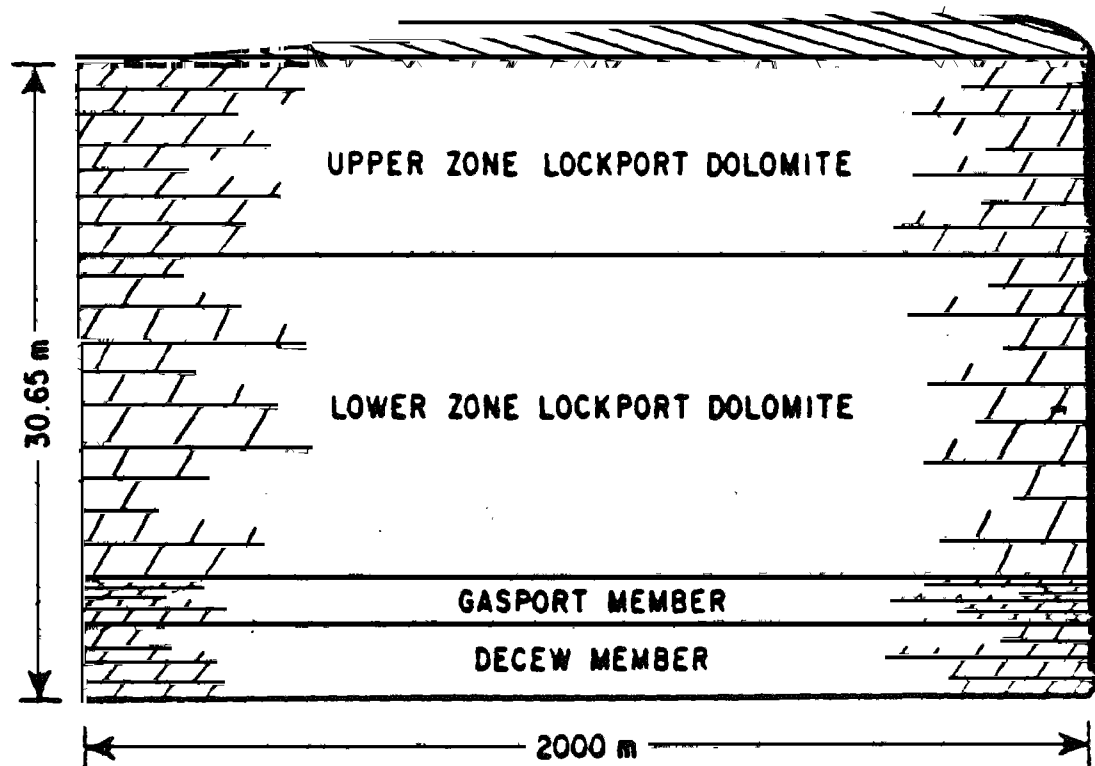 UPPER ZONE LOCKPORT DOLOMITE
30.65 m
LOWER ZONE LOCKPORT DOLOMITE
GASPORT MEMBER
DECEW MEMBER
2000 m